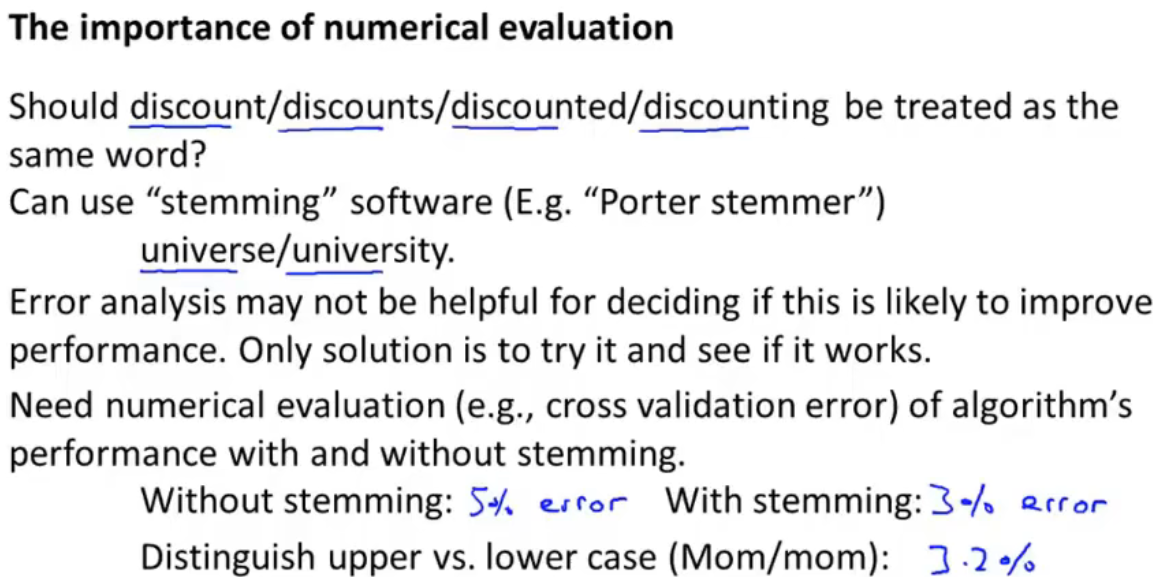 The importance of numerical evaluation
Should discount/discounts/discounted/discounting be treated as the
same word?
Can use “stemming” software (E.g. “Porter stemmer”)
universe/university.
Error analysis may not be helpful for deciding if this is likely to improve
performance. Only solution is to try it and see if it works.
Need numerical evaluation (e.g., cross validation error) of algorithm’s
performance with and without stemming.
Without stemming: 5% error With stemming: 3% error
Distinguish upper vs. lower case (Mom/mom): 3.2%